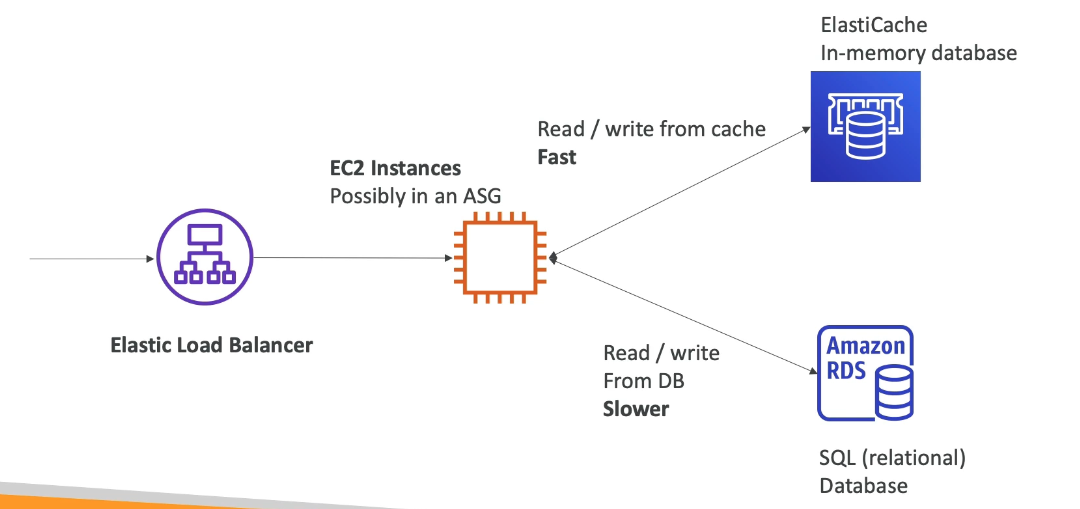 ElastiCache
In-memory database
Read / write from cache
Fast
EC2 Instances
Possibly in an ASG
Elastic Load Balancer
Read / write
From DB
Slower
Amazon
RDS
SQL (relational)
Database